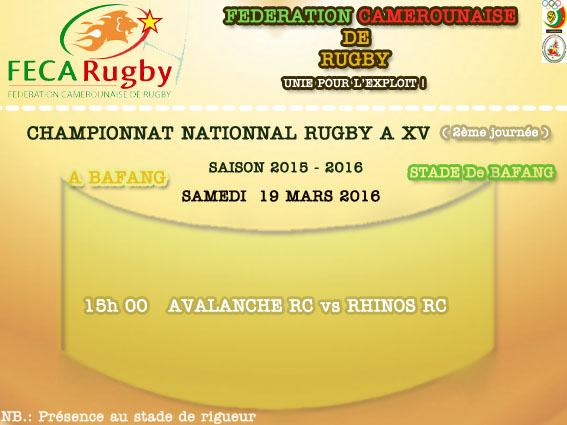 FECARugby
FEDERATION CAMEROUNAISE DE RUGBY
FEDERATION CAMEROUNAISE
DE
RUGBY
UNIE POUR L'EXPLOIT !
CHAMPIONNAT NATIONNAL RUGBY A XV ( 2ème journée )
SAISON 2015 - 2016
A BAFANG
STADE De BAFANG
SAMEDI 19 MARS 2016
15h 00 AVALANCHE RC vs RHINOS RC
NB.: Présence au stade de rigueur